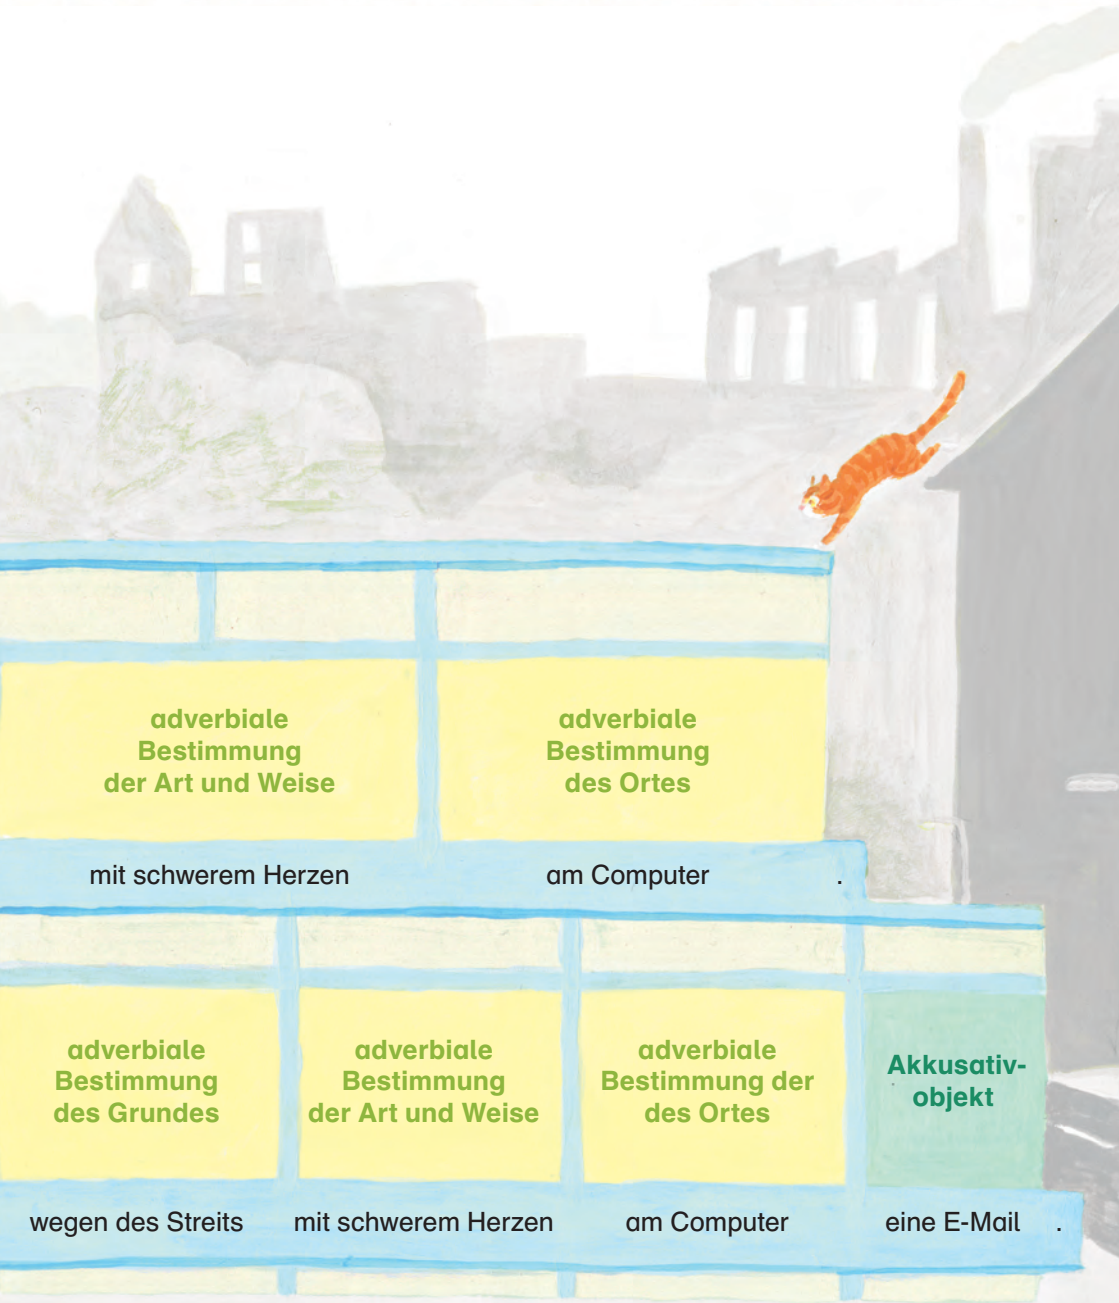 adverbiale
Bestimmung
der Art und Weise
adverbiale
Bestimmung
des Ortes
mit schwerem Herzen am Computer .
adverbiale
Bestimmung
des Grundes
adverbiale
Bestimmung
der Art und Weise
adverbiale
Bestimmung der
des Ortes
Akkusativ-
objekt
wegen des Streits mit schwerem Herzen am Computer eine E-Mail .